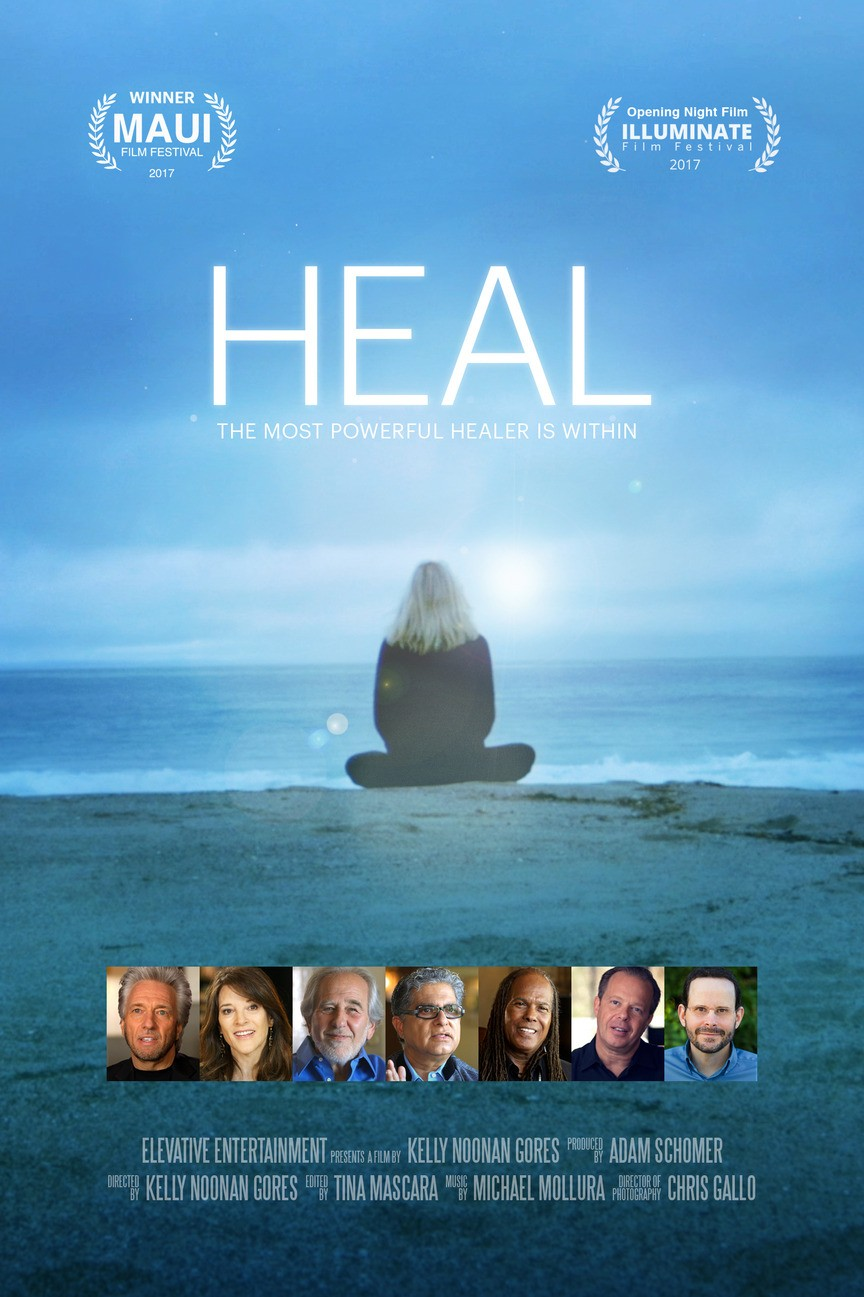 WINNER
MAUI
FILM FESTIVAL
2017
Opening Night Film
ILLUMINATE
Film Festival
2017
HEAL
THE MOST POWERFUL HEALER IS WITHIN
ELEVATIVE ENTERTAINMENT PRESENTS A FILM BY KELLY NOONAN GORES PRODUCED BY ADAM SCHOMER
DIRECTED BY KELLY NOONAN GORES EDITED BY TINA MASCARA MUSIC BY MICHAEL MOLLURA DIRECTOR OF PHOTOGRAPHY CHRIS GALLO